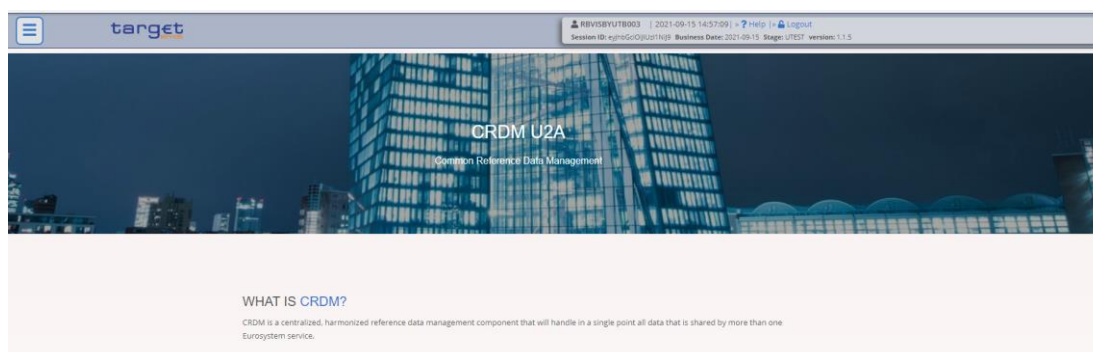 target
RBVISBYUTB003 | 2021-09-15 14:57:09| » ? Help |» Logout
Session ID: eyJhbGciOiJIUzI1NiJ9 Business Date: 2021-09-15 Stage: UTEST version: 1.1.5
CRDM U2A
Common Reference Data Management
WHAT IS CRDM?
CRDM is a centralized, harmonized reference data management component that will handle in a single point all data that is shared by more than one
Eurosystem service.